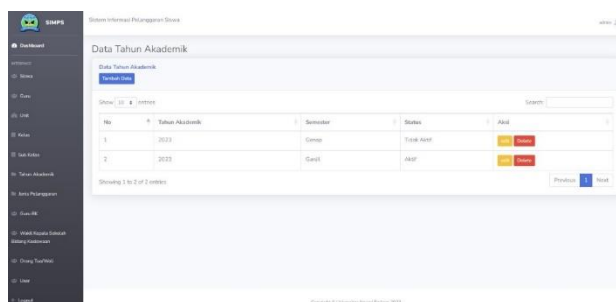 SIMPS
Sistem Informasi Pelanggaran Siswa
admin
Dashboard
INTERFACE
Siswa
Guru
Unit
Kelas
Sub Kelas
Tahun Akademik
Jenis Pelanggaran
Guru BK
Wakil Kepala Sekolah
Bidang Kesiswaan
Orang Tua/Wali
User
Logout
Data Tahun Akademik
Data Tahun Akademik
Tambah Data
Show 10 entries
Search:
No Tahun Akademik Semester Status Aksi
1 2023 Genap Tidak Aktif edit Delete
2 2023 Ganjil Aktif edit Delete
Showing 1 to 2 of 2 entries
Previous 1 Next